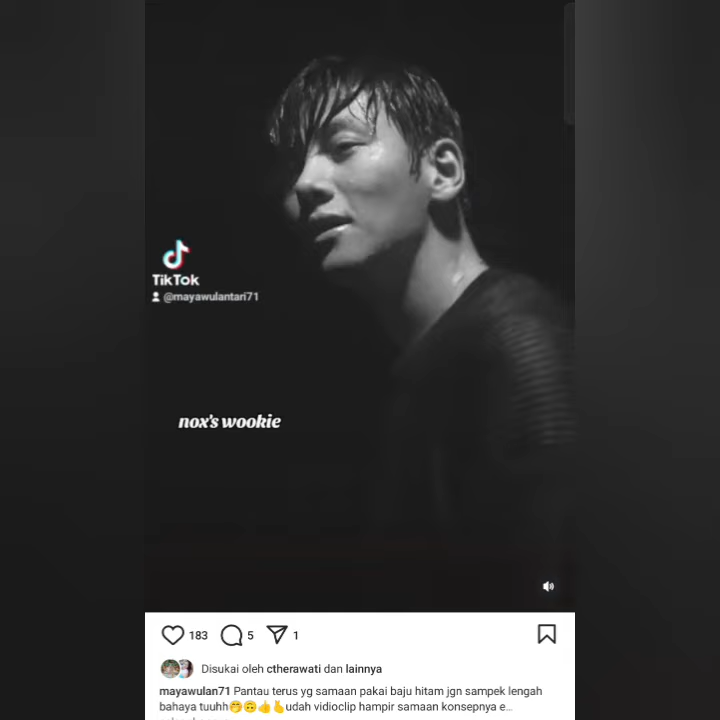 TikTok
@mayawulantari71
nox's wookie
183 5 1
Disukai oleh ctherawati dan lainnya
mayawulan71 Pantau terus yg samaan pakai baju hitam jgn sampek lengah
bahaya tuuhh🤭🙃👍🫰udah vidioclip hampir samaan konsepnya e...